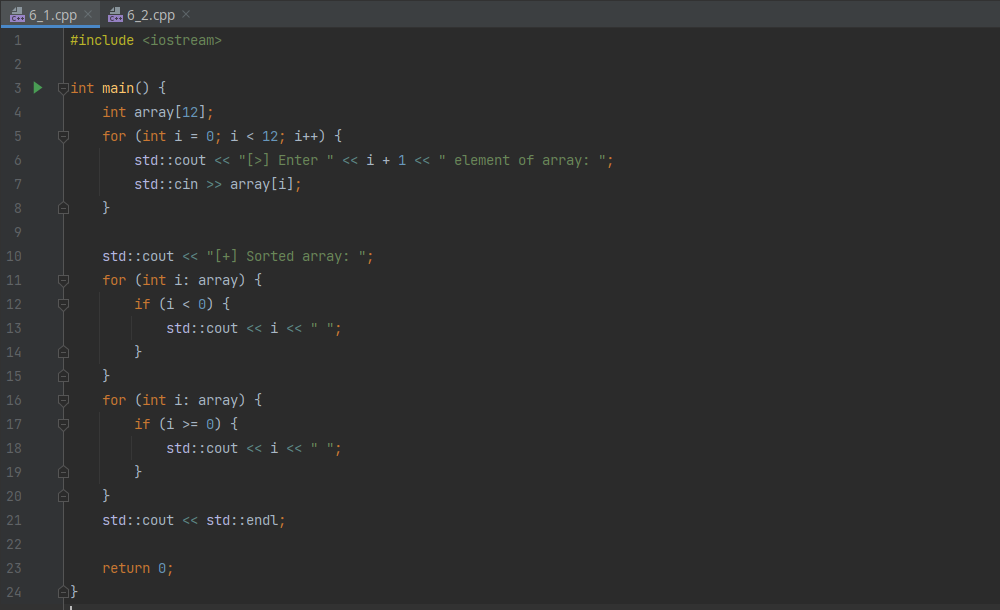 6_1.cpp 6_2.cpp
1 #include <iostream>
2
3 int main() {
4     int array[12];
5     for (int i = 0; i < 12; i++) {
6         std::cout << "[>] Enter " << i + 1 << " element of array: ";
7         std::cin >> array[i];
8     }
9
10     std::cout << "[+] Sorted array: ";
11     for (int i: array) {
12         if (i < 0) {
13             std::cout << i << " ";
14         }
15     }
16     for (int i: array) {
17         if (i >= 0) {
18             std::cout << i << " ";
19         }
20     }
21     std::cout << std::endl;
22
23     return 0;
24 }